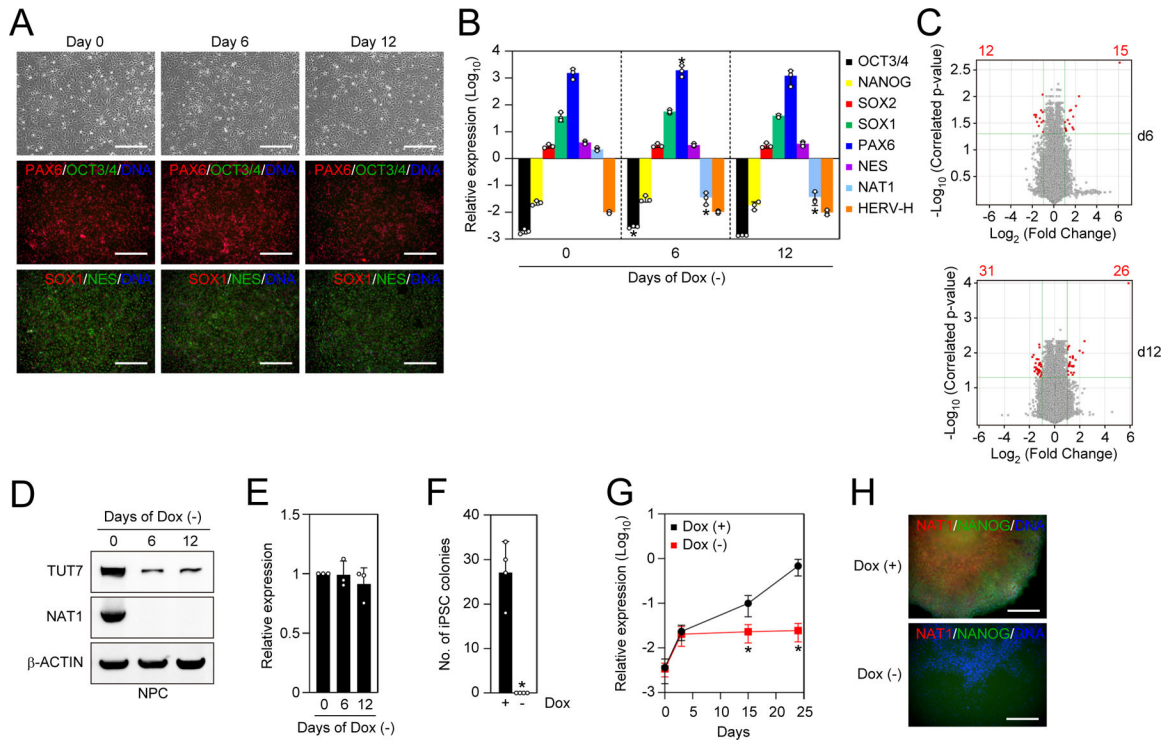 A
Day 0 Day 6 Day 12
PAX6/OCT3/4/DNA PAX6/OCT3/4/DNA PAX6/OCT3/4/DNA
SOX1/NES/DNA SOX1/NES/DNA SOX1/NES/DNA
B
Relative expression (Log10)
4
3
2
1
0
-1
-2
-3
* * * *
0 6 12
Days of Dox (-)
OCT3/4
NANOG
SOX2
SOX1
PAX6
NES
NAT1
HERV-H
C
12 15
-Log10 (Correlated p-value)
2.5
2.0
1.5
1.0
0.5
-6 -4 -2 0 2 4 6
Log2 (Fold Change)
d6
31 26
-Log10 (Correlated p-value)
4
3
2
1
-6 -4 -2 0 2 4 6
Log2 (Fold Change)
d12
D
Days of Dox (-)
0 6 12
TUT7
NAT1
β-ACTIN
NPC
E
Relative expression
1.5
1
0.5
0 6 12
Days of Dox (-)
F
No. of iPSC colonies
40
30
20
10
0
*
+ - Dox
G
Relative expression (Log10)
1
-0
-1
-2
-3
Dox (+)
Dox (-)
* *
0 5 10 15 20 25
Days
H
NAT1/NANOG/DNA
Dox (+)
NAT1/NANOG/DNA
Dox (-)